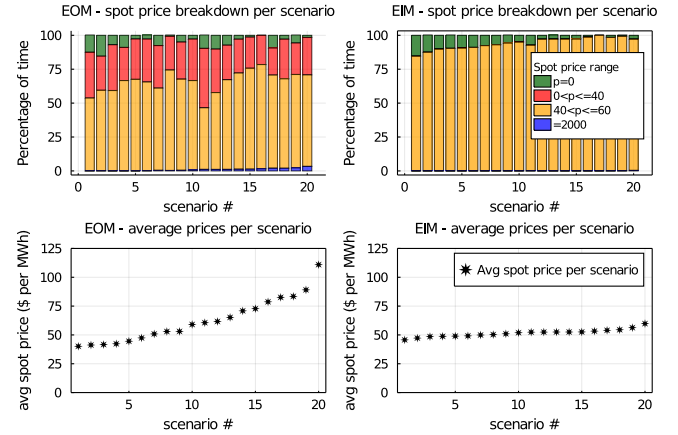 EOM - spot price breakdown per scenario
Percentage of time
100
75
50
25
0
0 5 10 15 20
scenario #
EIM - spot price breakdown per scenario
Percentage of time
100
75
50
25
0
0 5 10 15 20
scenario #
Spot price range
p=0
0<p<=40
40<p<=60
=2000
EOM - average prices per scenario
avg spot price ($ per MWh)
125
100
75
50
25
0
5 10 15 20
scenario #
EIM - average prices per scenario
avg spot price ($ per MWh)
125
100
75
50
25
0
5 10 15 20
scenario #
Avg spot price per scenario